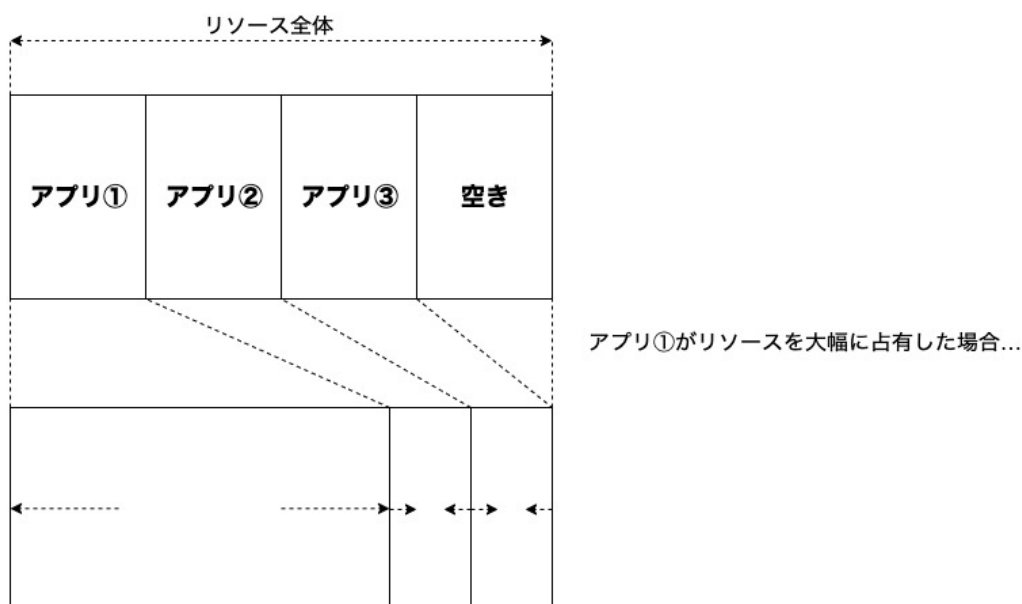 リソース全体
アプリ① アプリ② アプリ③ 空き
アプリ①がリソースを大幅に占有した場合...